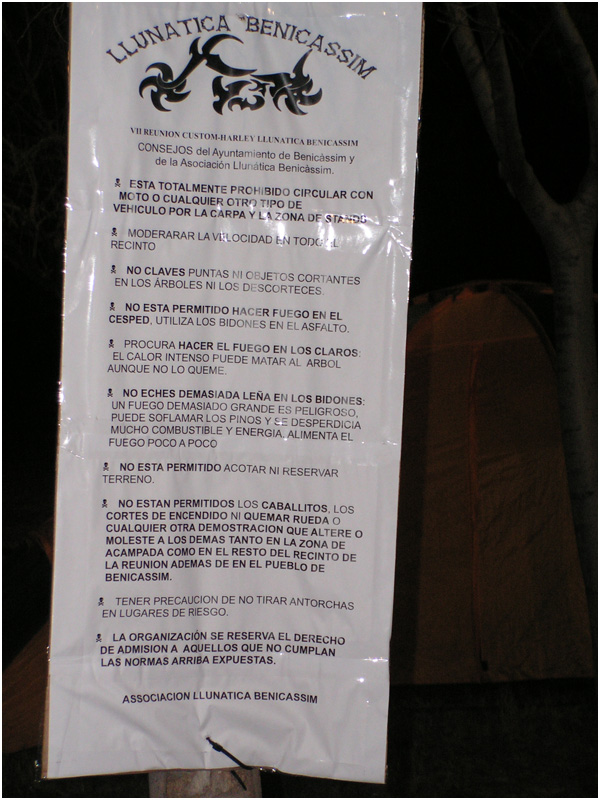 LLUNATICA BENICASSIM
VII REUNION CUSTOM-HARLEY LLUNATICA BENICASSIM
CONSEJOS del Ayuntamiento de Benicàssim y
de la Asociación Llunàtica Benicàssim.
ESTA TOTALMENTE PROHIBIDO CIRCULAR CON
MOTO O CUALQUIER OTRO TIPO DE
VEHICULO POR LA CARPA Y LA ZONA DE STANDS
MODERARAR LA VELOCIDAD EN TODO EL
RECINTO
NO CLAVES PUNTAS NI OBJETOS CORTANTES
EN LOS ÁRBOLES NI LOS DESCORTECES.
NO ESTA PERMITIDO HACER FUEGO EN EL
CESPED, UTILIZA LOS BIDONES EN EL ASFALTO.
PROCURA HACER EL FUEGO EN LOS CLAROS:
EL CALOR INTENSO PUEDE MATAR AL ARBOL
AUNQUE NO LO QUEME.
NO ECHES DEMASIADA LEÑA EN LOS BIDONES:
UN FUEGO DEMASIADO GRANDE ES PELIGROSO,
PUEDE SOFLAMAR LOS PINOS Y SE DESPERDICIA
MUCHO COMBUSTIBLE Y ENERGIA, ALIMENTA EL
FUEGO POCO A POCO
NO ESTA PERMITIDO ACOTAR NI RESERVAR
TERRENO.
NO ESTAN PERMITIDOS LOS CABALLITOS, LOS
CORTES DE ENCENDIDO NI QUEMAR RUEDA O
CUALQUIER OTRA DEMOSTRACION QUE ALTERE O
MOLESTE A LOS DEMAS TANTO EN LA ZONA DE
ACAMPADA COMO EN EL RESTO DEL RECINTO DE
LA REUNION ADEMAS DE EN EL PUEBLO DE
BENICASSIM.
TENER PRECAUCION DE NO TIRAR ANTORCHAS
EN LUGARES DE RIESGO.
LA ORGANIZACIÓN SE RESERVA EL DERECHO
DE ADMISION A AQUELLOS QUE NO CUMPLAN
LAS NORMAS ARRIBA EXPUESTAS.
ASSOCIACION LLUNATICA BENICASSIM